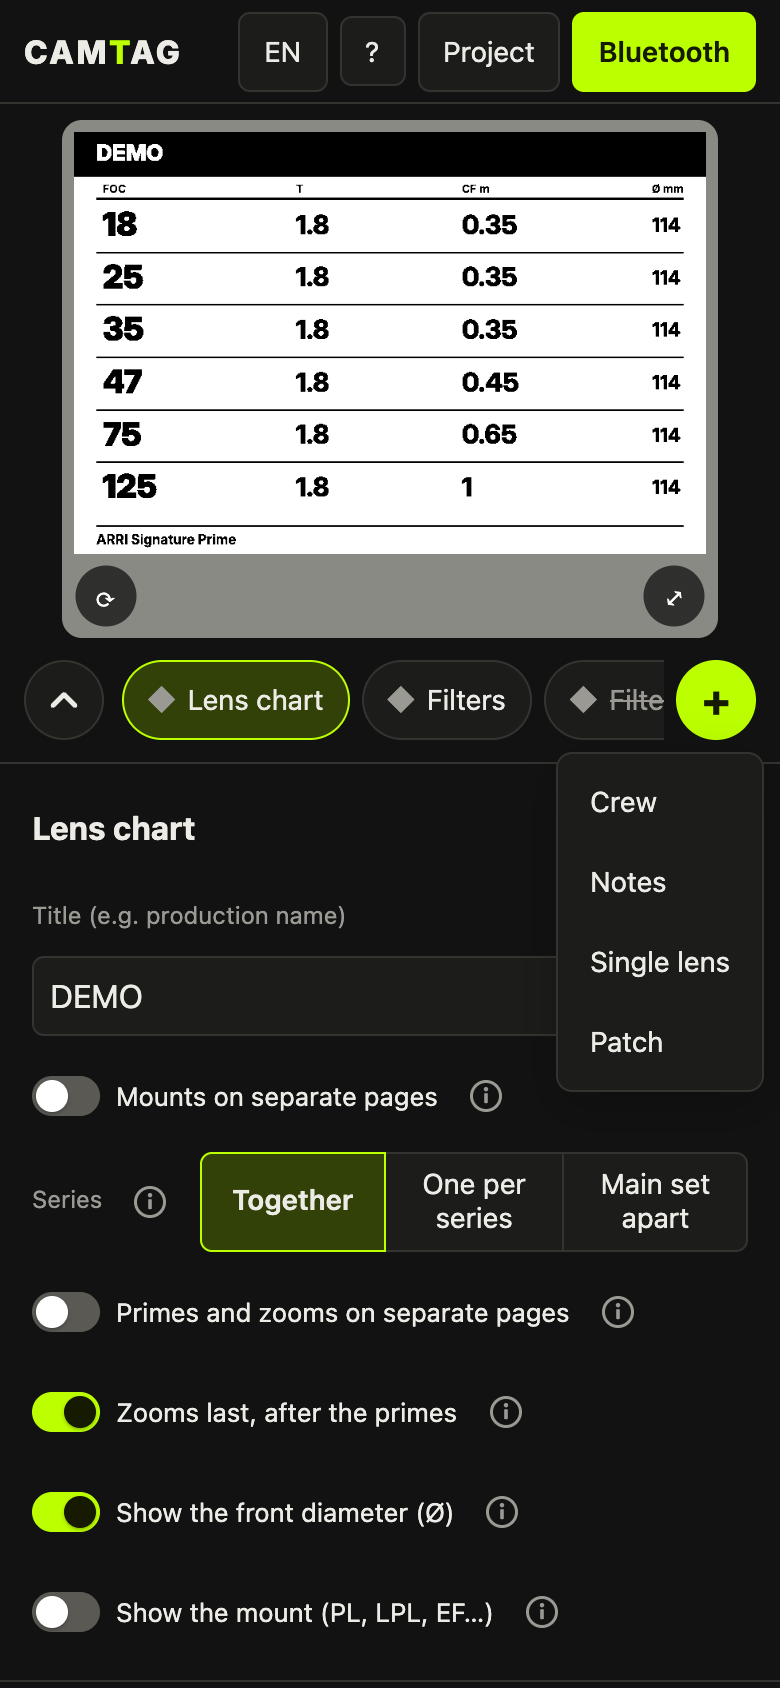 CAMTAG EN ? Project Bluetooth
DEMO
FOC T CF m Ø mm
18 1.8 0.35 114
25 1.8 0.35 114
35 1.8 0.35 114
47 1.8 0.45 114
75 1.8 0.65 114
125 1.8 1 114
ARRI Signature Prime
Lens chart Filters Filte +
Crew
Notes
Single lens
Patch
Lens chart
Title (e.g. production name)
DEMO
Mounts on separate pages
Series
Together
One per
series
Main set
apart
Primes and zooms on separate pages
Zooms last, after the primes
Show the front diameter (Ø)
Show the mount (PL, LPL, EF...)